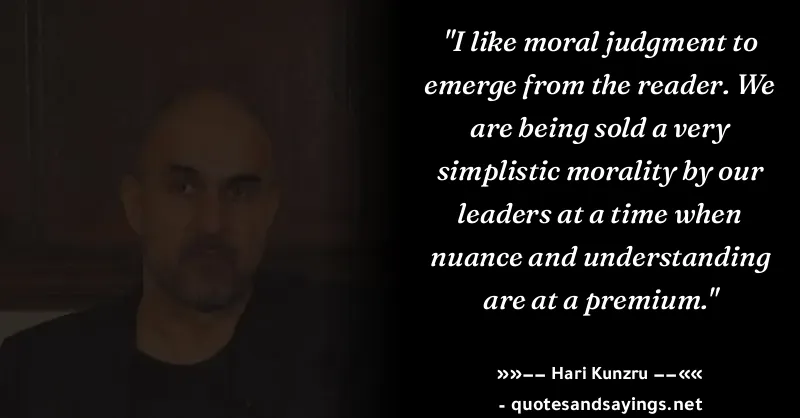 "I like moral judgment to
emerge from the reader. We
are being sold a very
simplistic morality by our
leaders at a time when
nuance and understanding
are at a premium."
»»−− Hari Kunzru −−««
- quotesandsayings.net